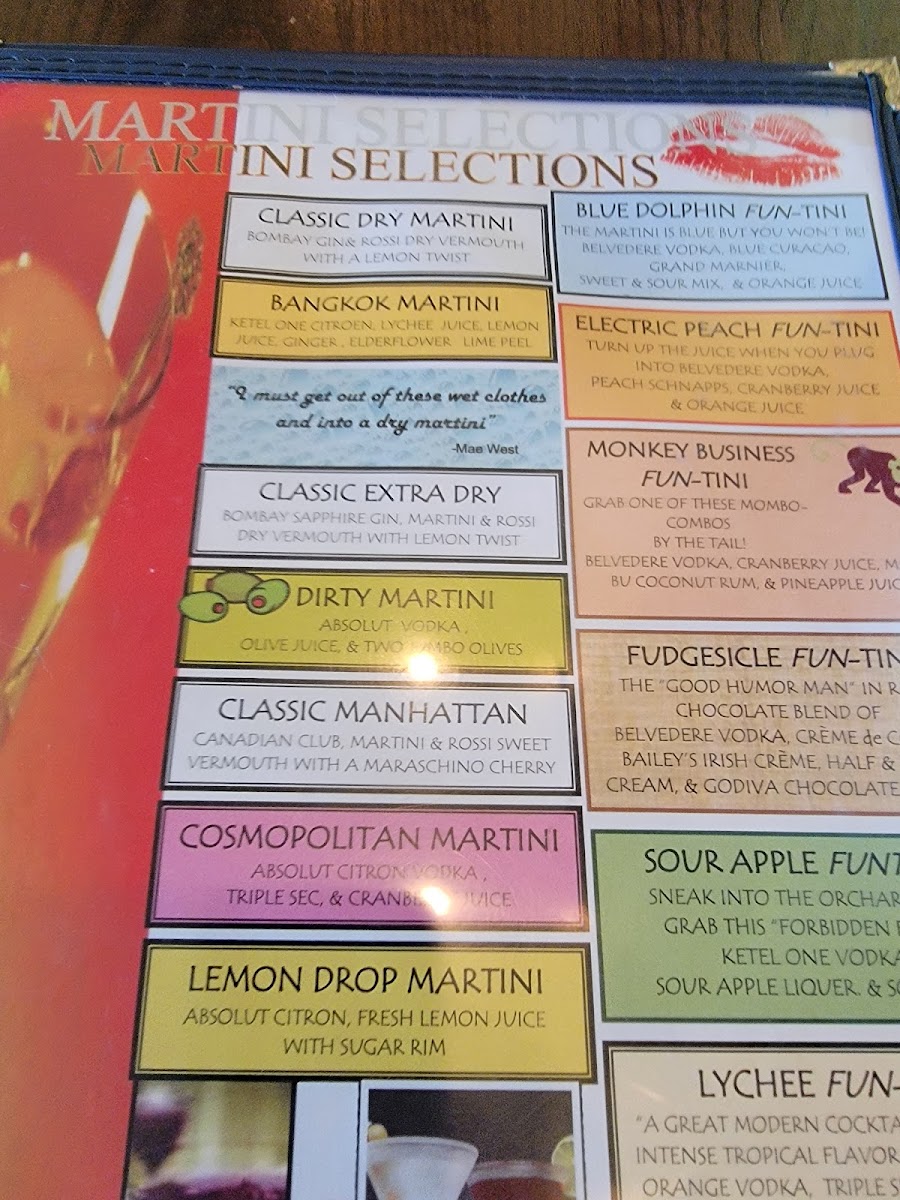 MARTINI SELECTIONS
MARTINI SELECTIONS
CLASSIC DRY MARTINI
BOMBAY GIN& ROSSI DRY VERMOUTH
WITH A LEMON TWIST
BANGKOK MARTINI
KETEL ONE CITROEN, LYCHEE JUICE, LEMON
JUICE, GINGER , ELDERFLOWER LIME PEEL
"I must get out of these wet clothes
and into a dry martini"
-Mae West
CLASSIC EXTRA DRY
BOMBAY SAPPHIRE GIN, MARTINI & ROSSI
DRY VERMOUTH WITH LEMON TWIST
DIRTY MARTINI
ABSOLUT VODKA ,
OLIVE JUICE, & TWO JUMBO OLIVES
CLASSIC MANHATTAN
CANADIAN CLUB, MARTINI & ROSSI SWEET
VERMOUTH WITH A MARASCHINO CHERRY
COSMOPOLITAN MARTINI
ABSOLUT CITRON VODKA ,
TRIPLE SEC, & CRANBERRY JUICE
LEMON DROP MARTINI
ABSOLUT CITRON, FRESH LEMON JUICE
WITH SUGAR RIM
BLUE DOLPHIN FUN-TINI
THE MARTINI IS BLUE BUT YOU WON'T BE!
BELVEDERE VODKA, BLUE CURACAO,
GRAND MARNIER,
SWEET & SOUR MIX, & ORANGE JUICE
ELECTRIC PEACH FUN-TINI
TURN UP THE JUICE WHEN YOU PLUG
INTO BELVEDERE VODKA,
PEACH SCHNAPPS, CRANBERRY JUICE
& ORANGE JUICE
MONKEY BUSINESS
FUN-TINI
GRAB ONE OF THESE MOMBO-
COMBOS
BY THE TAIL!
BELVEDERE VODKA, CRANBERRY JUICE,
BU COCONUT RUM, & PINEAPPLE JUIC
FUDGESICLE FUN-TIN
THE "GOOD HUMOR MAN" IN
CHOCOLATE BLEND OF
BELVEDERE VODKA, CRÈME de
BAILEY'S IRISH CRÈME, HALF &
CREAM, & GODIVA CHOCOLATE
SOUR APPLE FUNT
SNEAK INTO THE ORCHAR
GRAB THIS "FORBIDDEN
KETEL ONE VODKA
SOUR APPLE LIQUER. &
LYCHEE FUN-
"A GREAT MODERN COCKTA
INTENSE TROPICAL FLAVOR
ORANGE VODKA, TRIPLE S